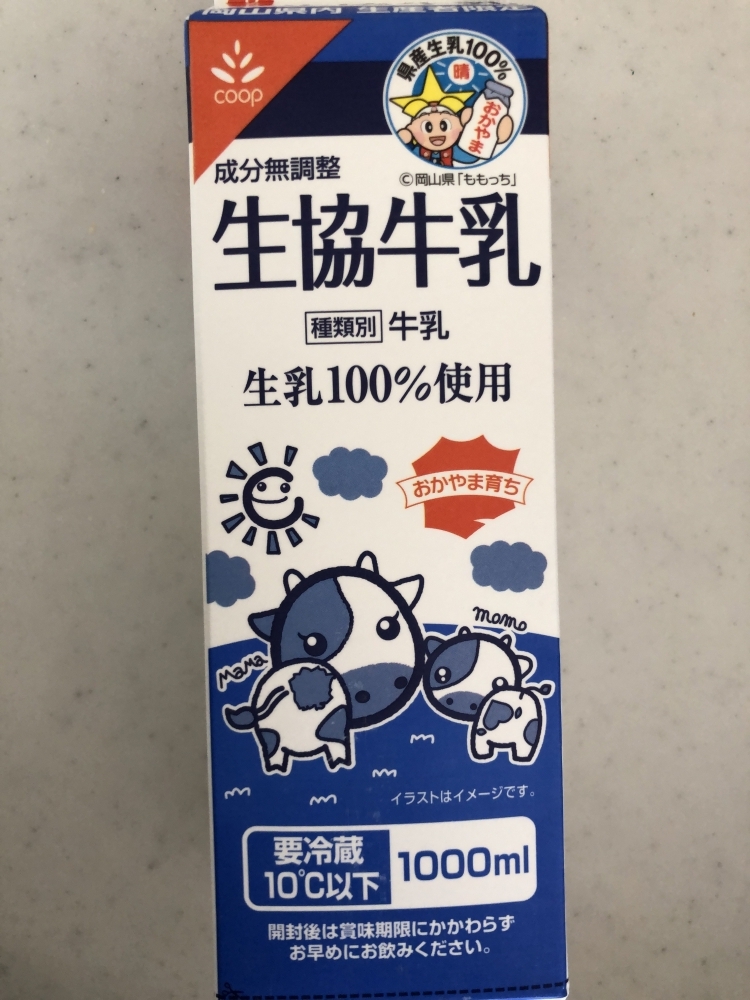 coop
県産生乳100%
晴
おかやま
©岡山県「ももっち」
成分無調整
生協牛乳
種類別 牛乳
生乳100%使用
おかやま育ち
momo
MaMa
イラストはイメージです。
要冷蔵
10℃以下
1000ml
開封後は賞味期限にかかわらず
お早めにお飲みください。